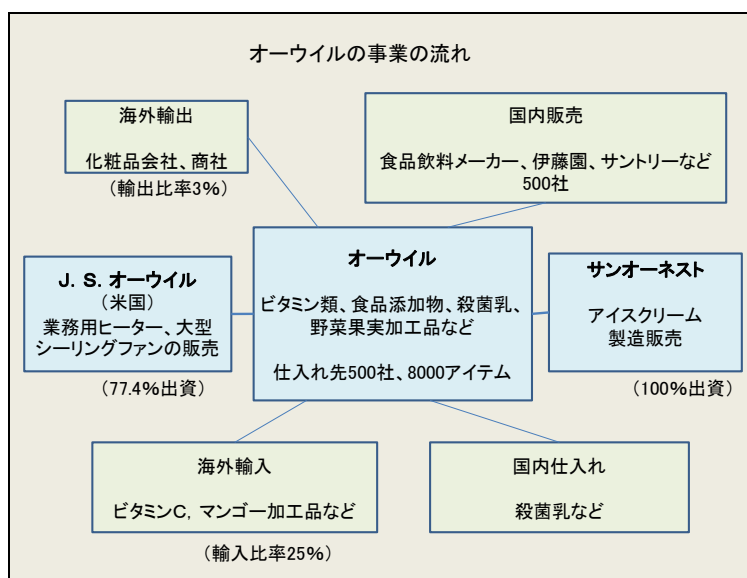 オーウイルの事業の流れ
海外輸出
化粧品会社、商社
(輸出比率3%)
国内販売
食品飲料メーカー、伊藤園、サントリーなど
500社
J. S. オーウイル
(米国)
業務用ヒーター、大型
シーリングファンの販売
(77.4%出資)
オーウイル
ビタミン類、食品添加物、殺菌乳、
野菜果実加工品など
仕入れ先500社、8000アイテム
サンオーネスト
アイスクリーム
製造販売
(100%出資)
海外輸入
ビタミンC, マンゴー加工品など
(輸入比率25%)
国内仕入れ
殺菌乳など